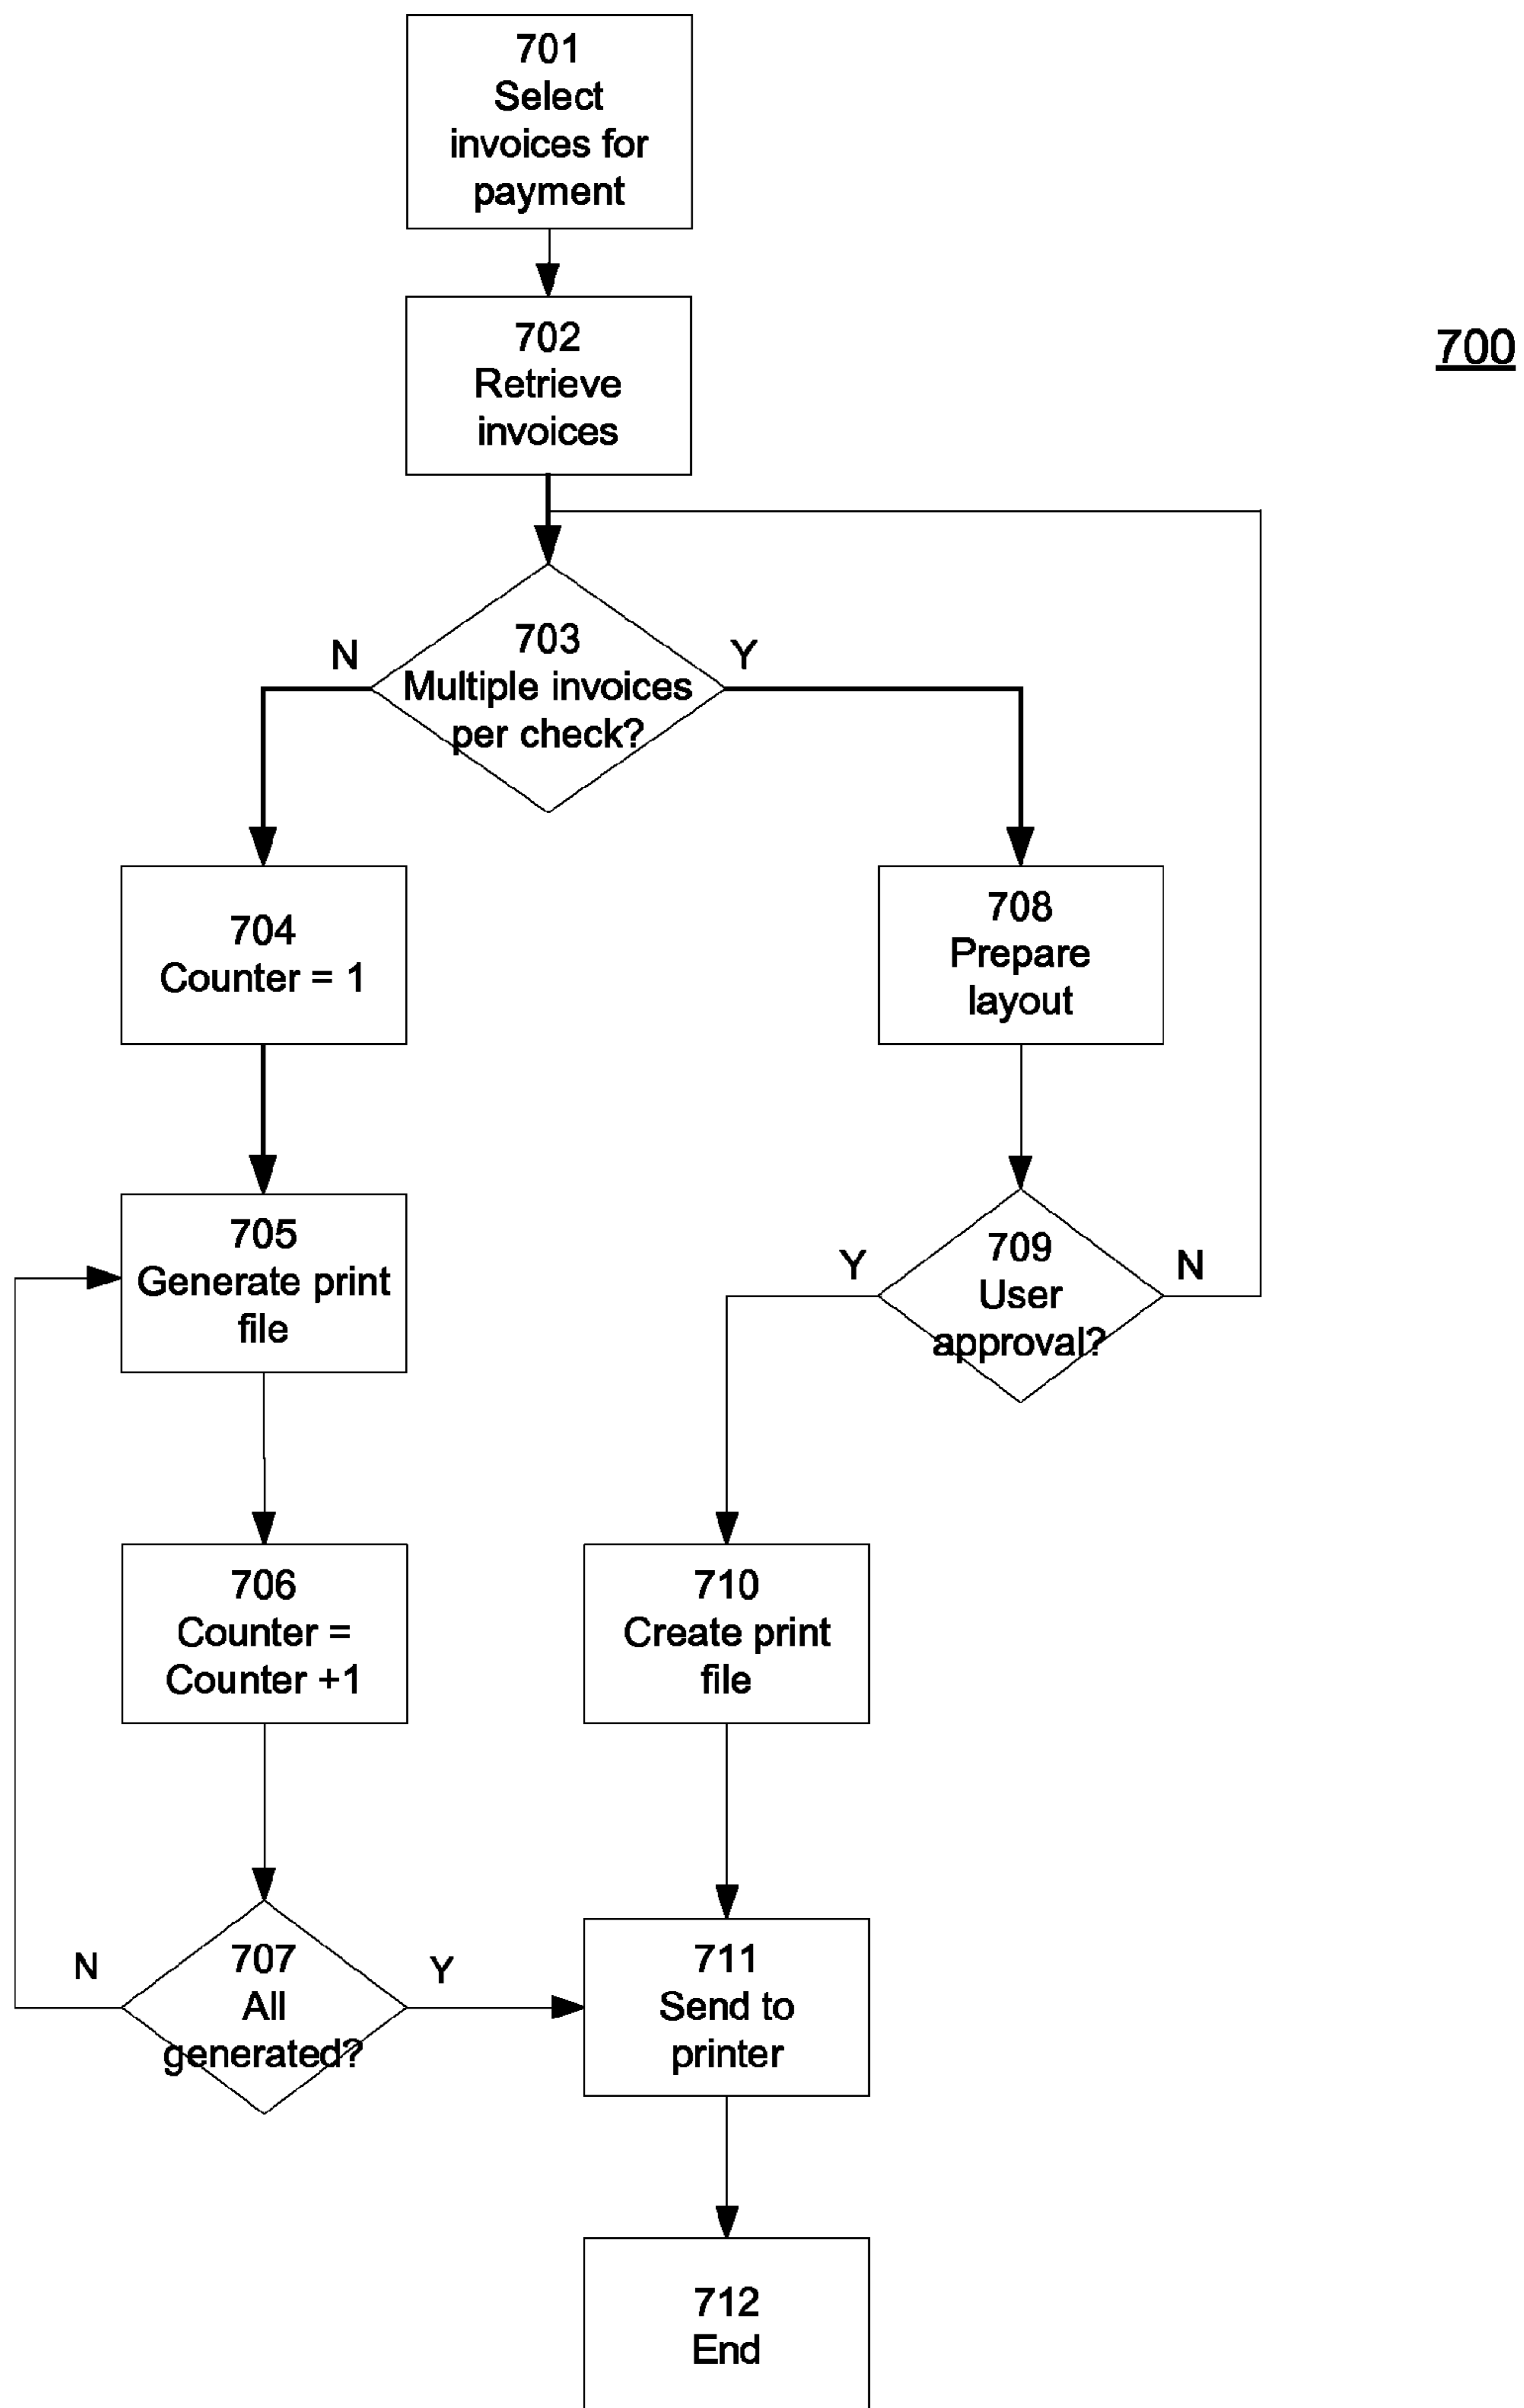 701
Select
invoices for
payment
702
Retrieve
invoices
700
703
Multiple invoices
per check?
N
Y
704
Counter = 1
708
Prepare
layout
705
Generate print
file
709
User
approval?
Y
N
706
Counter =
Counter +1
710
Create print
file
707
All
generated?
N
Y
711
Send to
printer
712
End